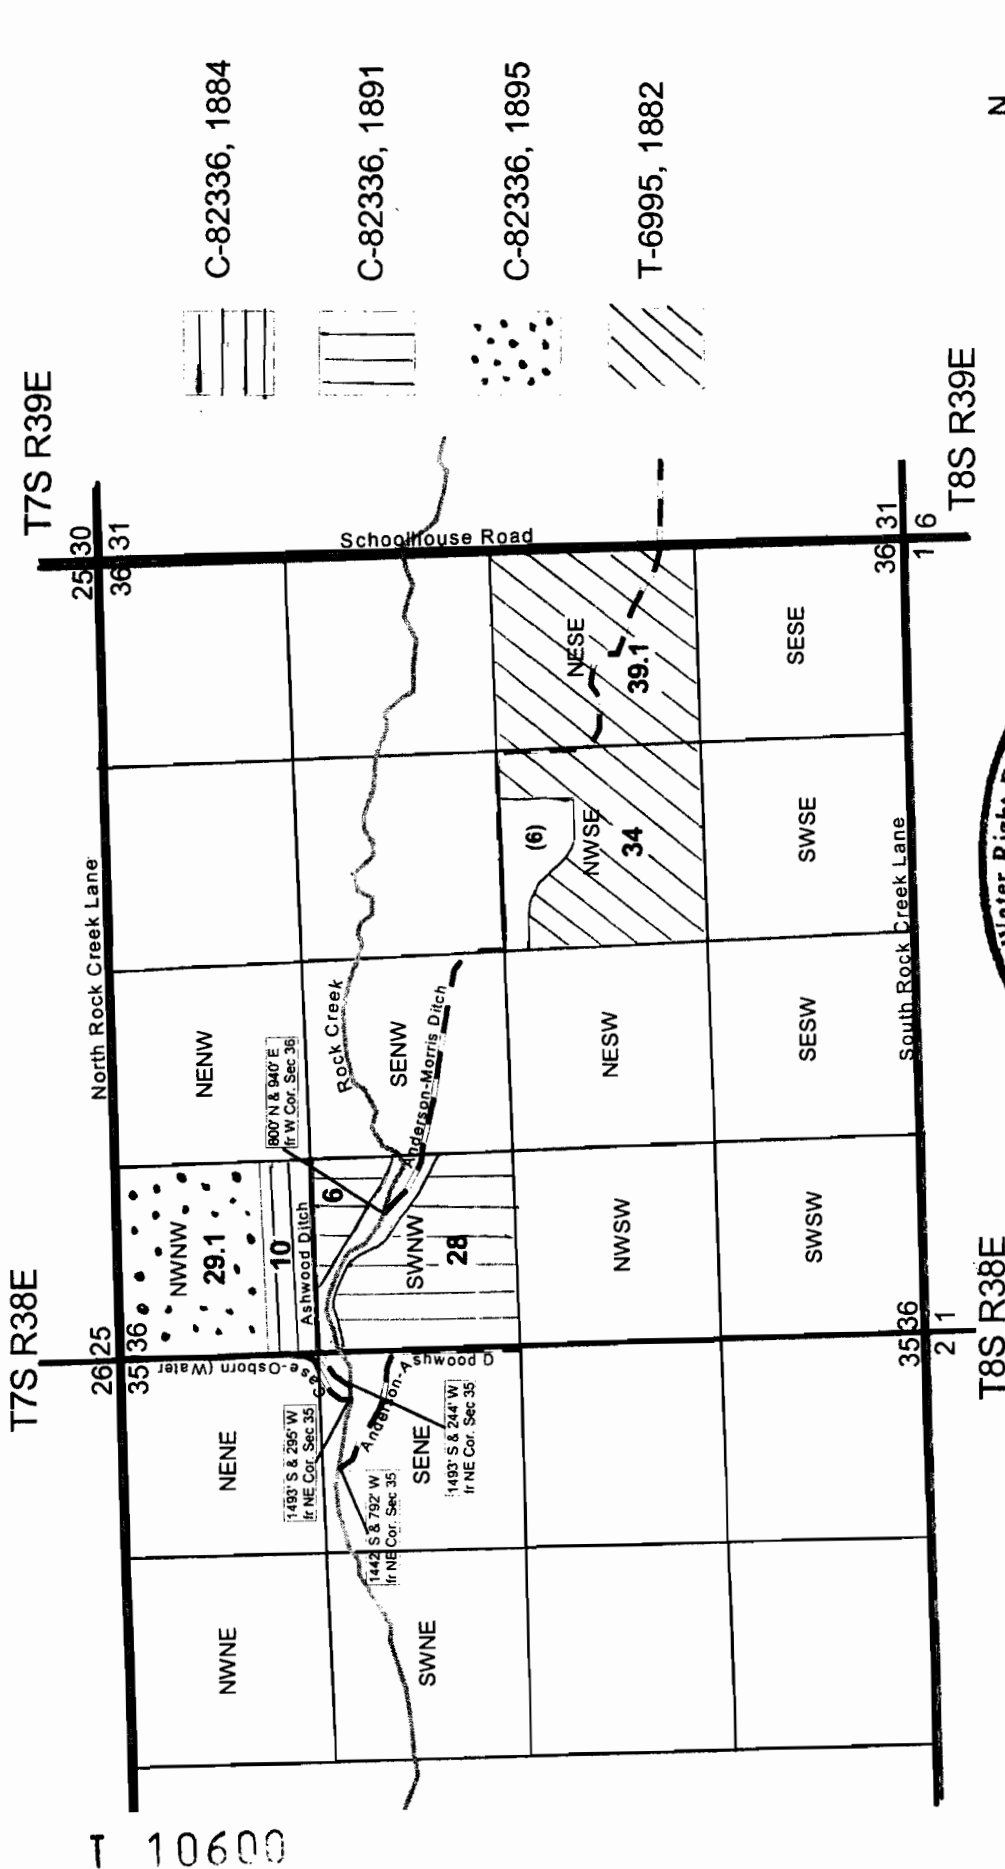 T7S R38E
T7S R39E
26 25
35 36
25 30
36 31
North Rock Creek Lane
NWNE
NENE
NWNW
29.1
10
NENW
e-Osborn (Water
Ashwood Ditch
800' N & 940' E
fr W Cor. Sec 36
1493' S & 295' W
fr NE Cor. Sec 35
1442' S & 792' W
fr NE Cor. Sec 35
1493' S & 244' W
fr NE Cor. Sec 35
SWNE
SENE
Anderson-A
6
SWNW
28
Rock Creek
SENW
Anderson-Morris Ditch
Schoolhouse Road
NWSW
NESW
(6)
NWSE
34
NESE
39.1
SWSW
SESW
SWSE
SESE
35 36
2 1
36 31
1 6
South Rock Creek Lane
T8S R38E
T8S R39E
C-82336, 1884
C-82336, 1891
C-82336, 1895
T-6995, 1882
N
Water Right
T 10600